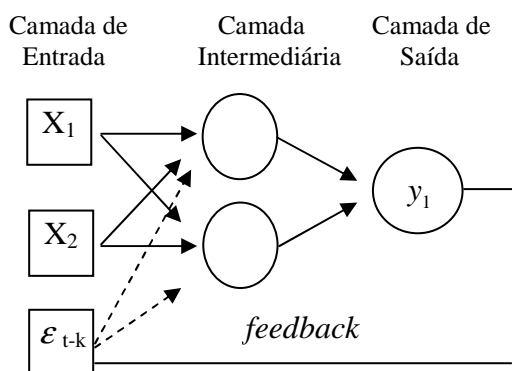 Camada de Entrada
Camada Intermediária
Camada de Saída
X₁
X₂
y₁
ε t-k
feedback